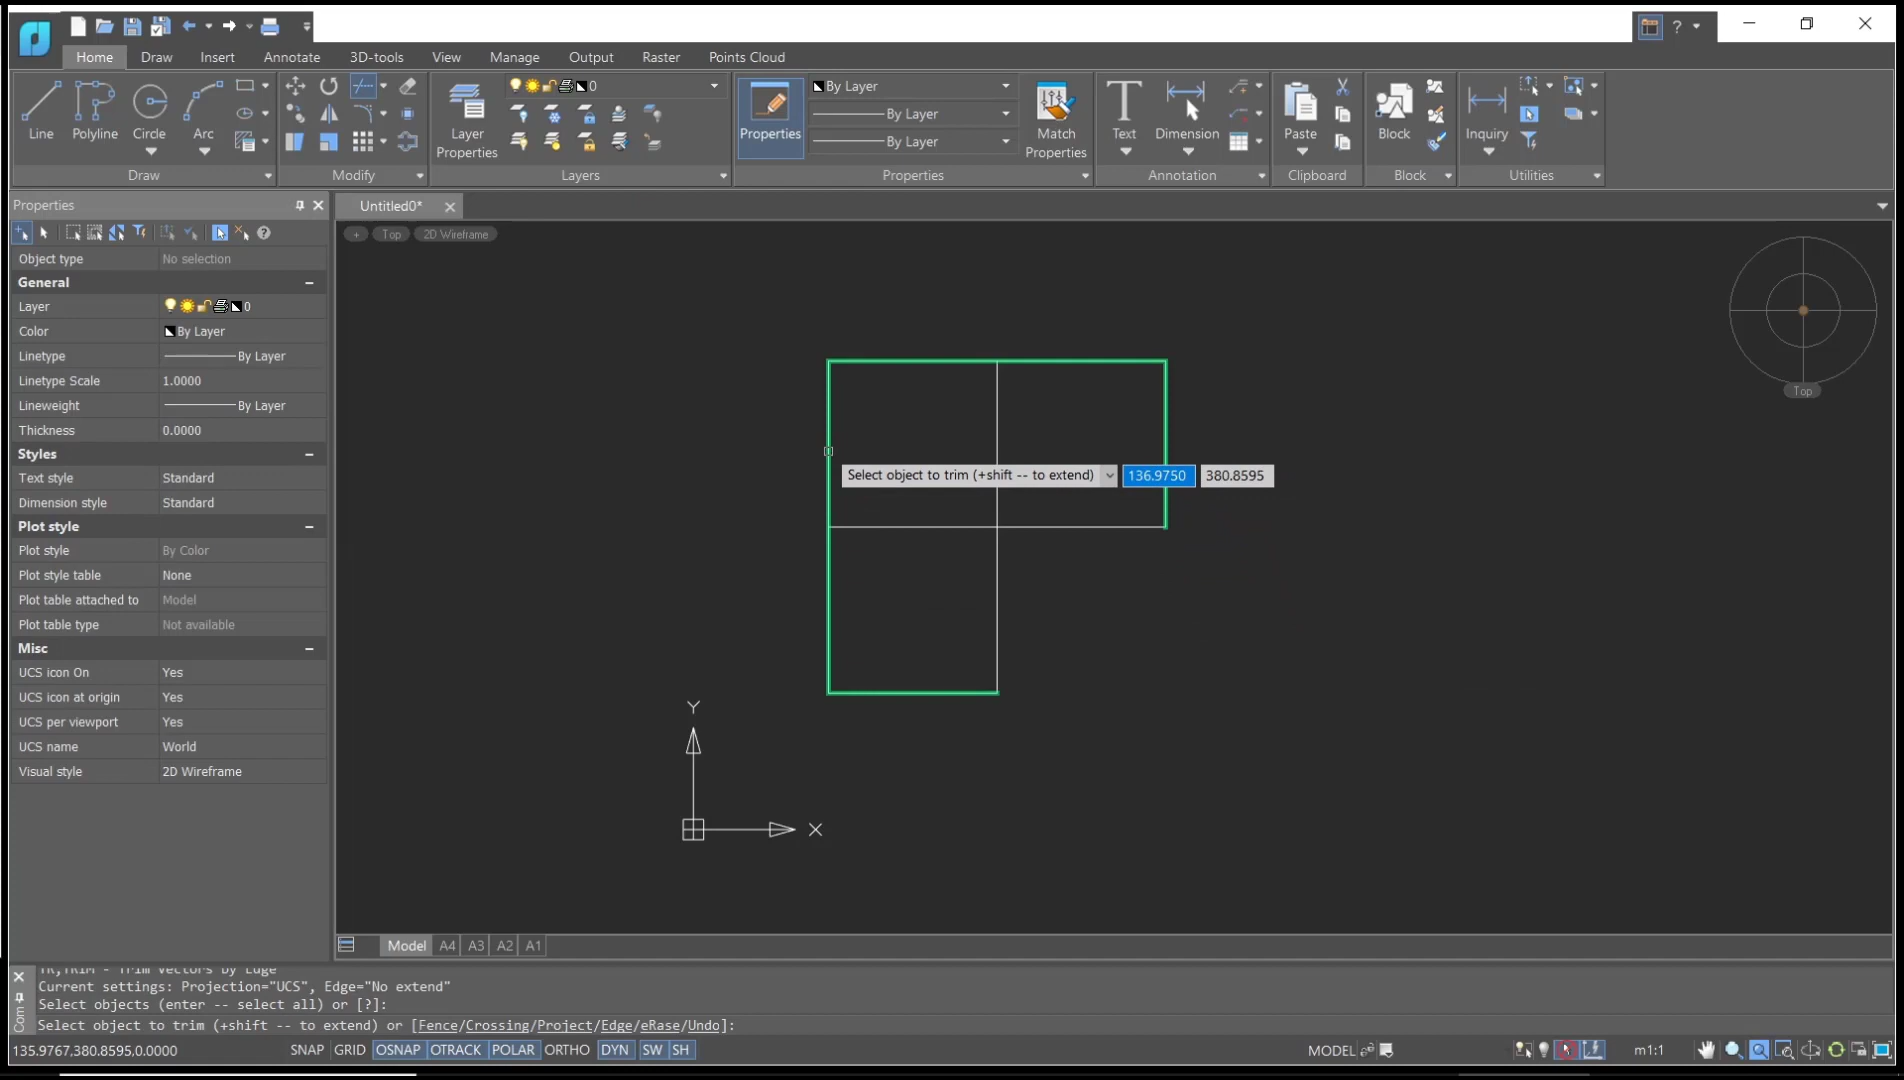 ?
Home Draw Insert Annotate 3D-tools View Manage Output Raster Points Cloud
0
By Layer
By Layer
By Layer
Line Polyline Circle Arc
Layer Properties
Properties
Match Properties
Text Dimension
Paste
Block
Inquiry
Draw Modify Layers Properties Annotation Clipboard Block Utilities
Properties
Untitled0*
+ Top 2D Wireframe
Object type No selection
General
Layer 0
Color By Layer
Linetype By Layer
Linetype Scale 1.0000
Lineweight By Layer
Thickness 0.0000
Styles
Text style Standard
Dimension style Standard
Plot style
Plot style By Color
Plot style table None
Plot table attached to Model
Plot table type Not available
Misc
UCS icon On Yes
UCS icon at origin Yes
UCS per viewport Yes
UCS name World
Visual style 2D Wireframe
Top
Select object to trim (+shift -- to extend) 136.9750 380.8595
Y
X
Model A4 A3 A2 A1
Com
TR,TRIM - Trim Vectors by Edge
Current settings: Projection="UCS", Edge="No extend"
Select objects (enter -- select all) or [?]:
Select object to trim (+shift -- to extend) or [Fence/Crossing/Project/Edge/eRase/Undo]:
135.9767,380.8595,0.0000 SNAP GRID OSNAP OTRACK POLAR ORTHO DYN SW SH MODEL m1:1